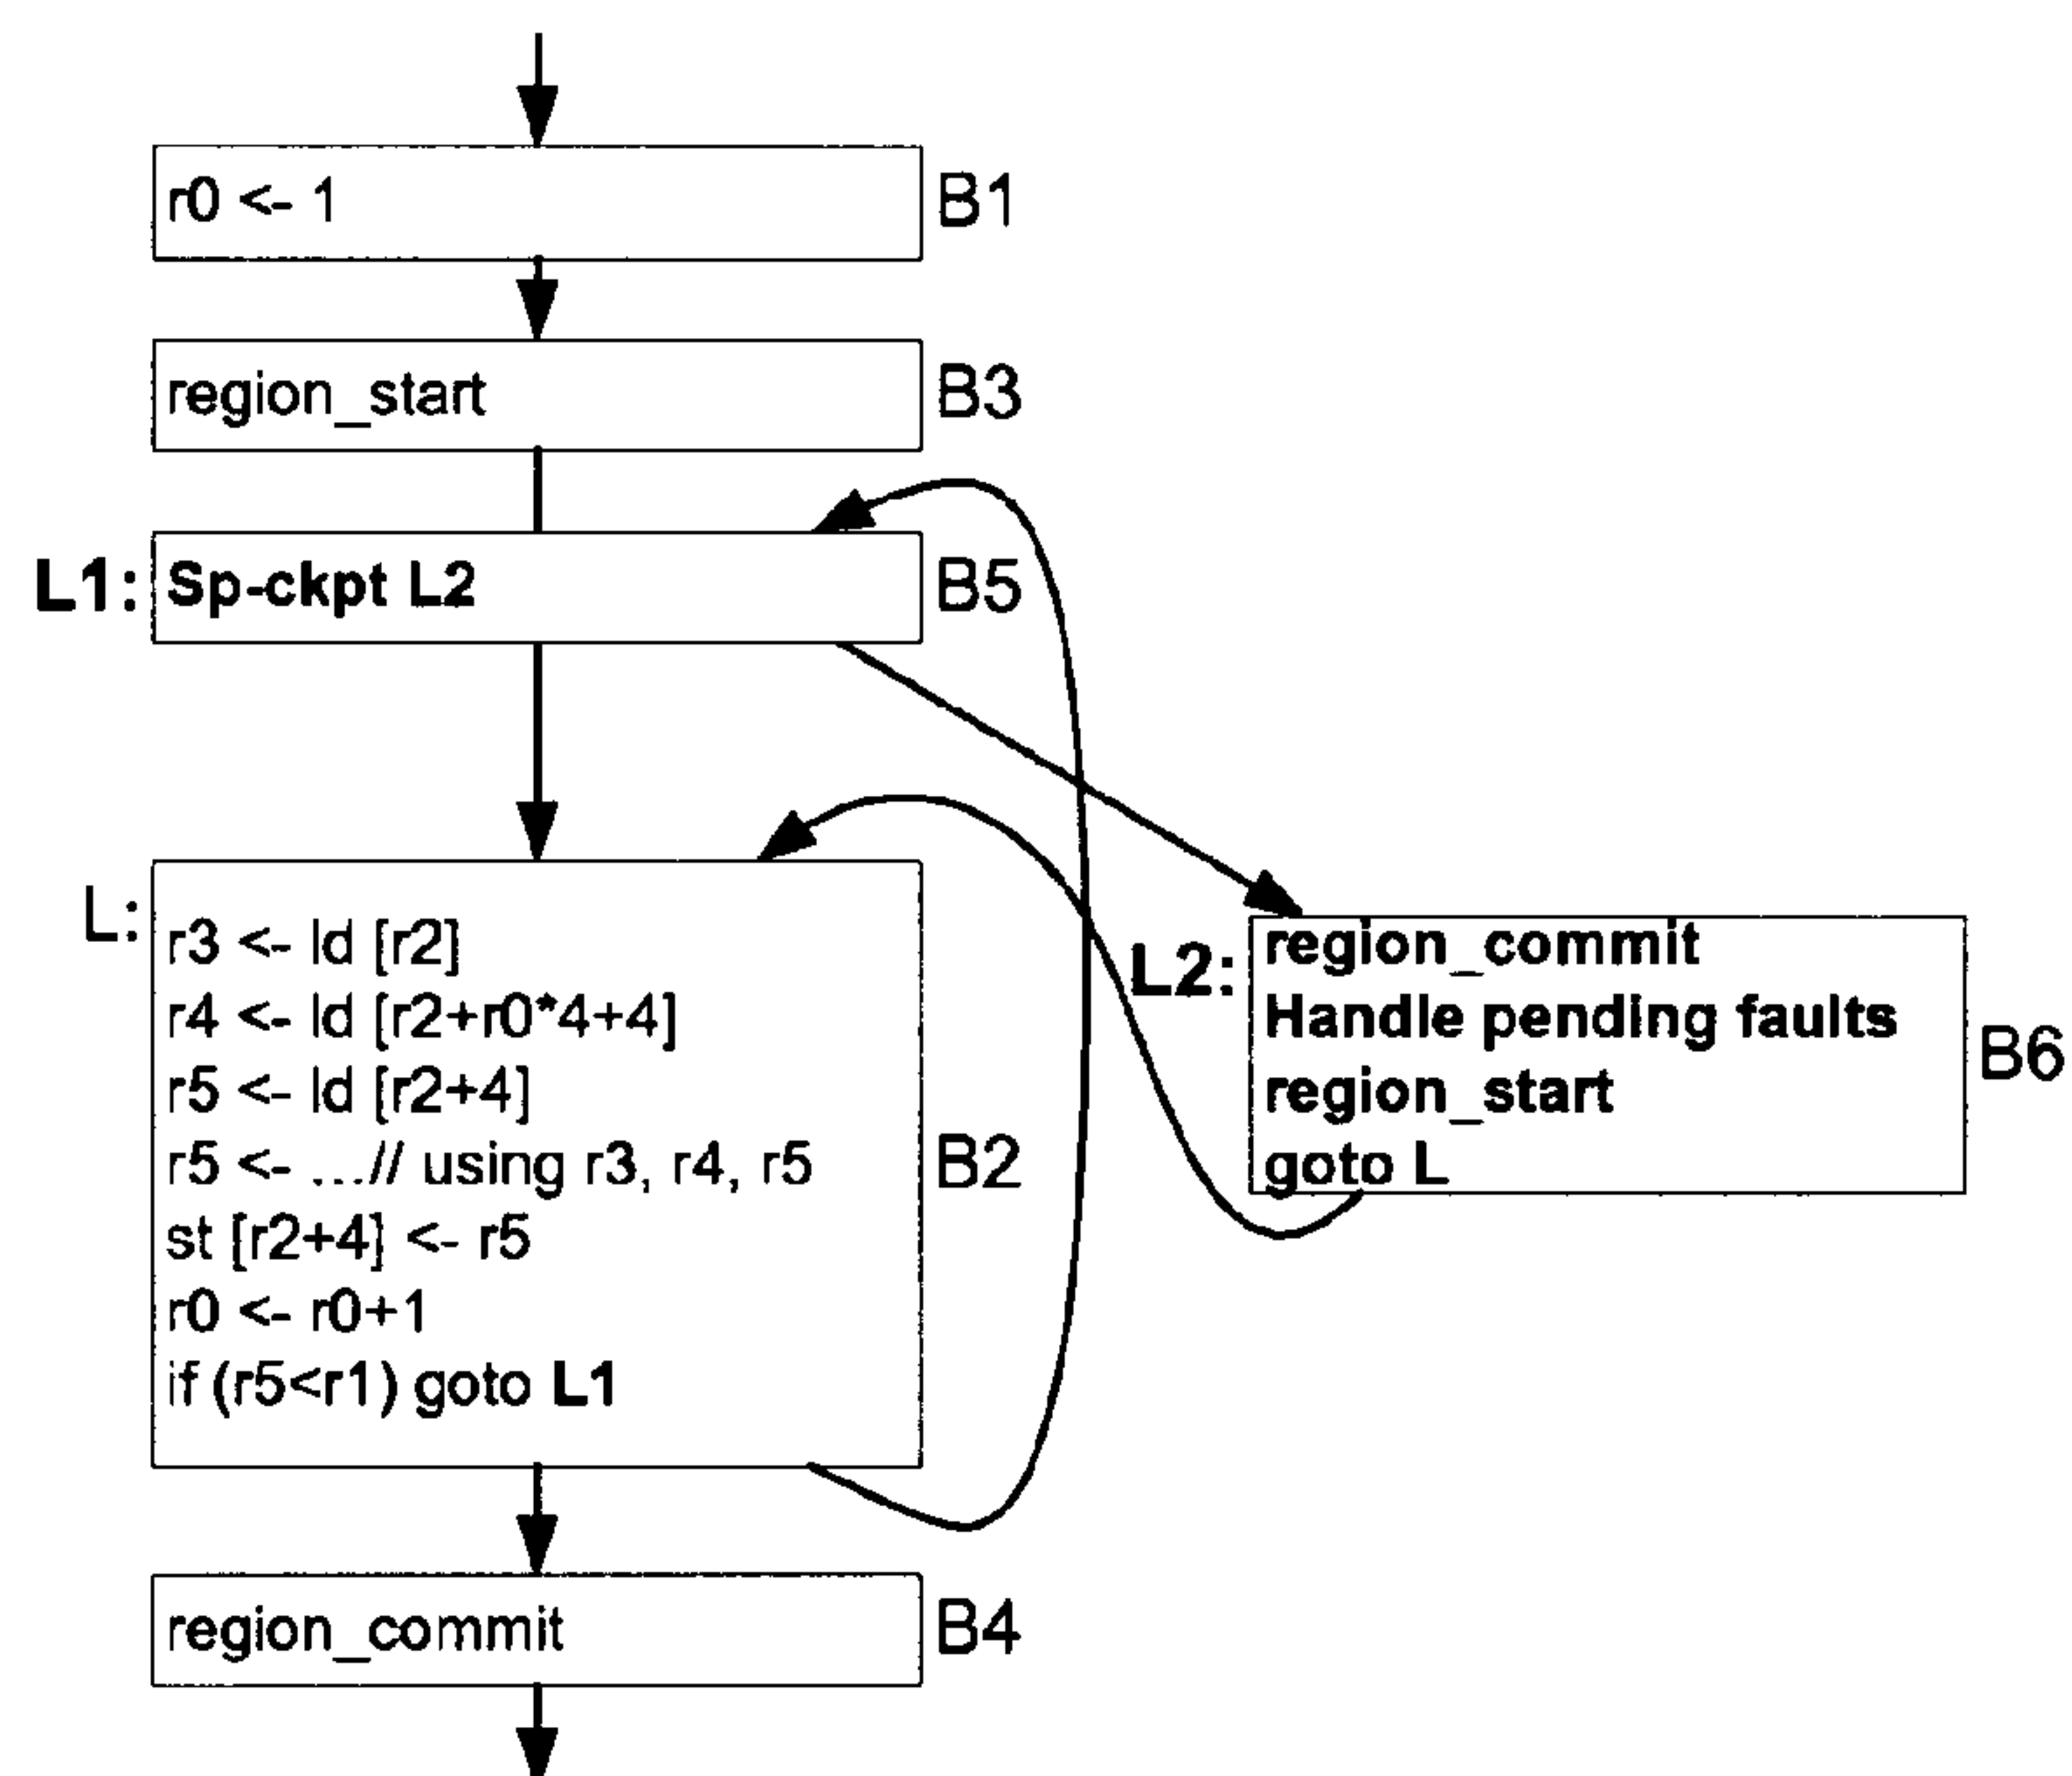 r0 <- 1
B1
region_start
B3
L1: Sp-ckpt L2
B5
L:
r3 <- ld [r2]
r4 <- ld [r2+r0*4+4]
r5 <- ld [r2+4]
r5 <- ...// using r3, r4, r5
st [r2+4] <- r5
r0 <- r0+1
if (r5<r1) goto L1
B2
L2: region_commit
Handle pending faults
region_start
goto L
B6
region_commit
B4